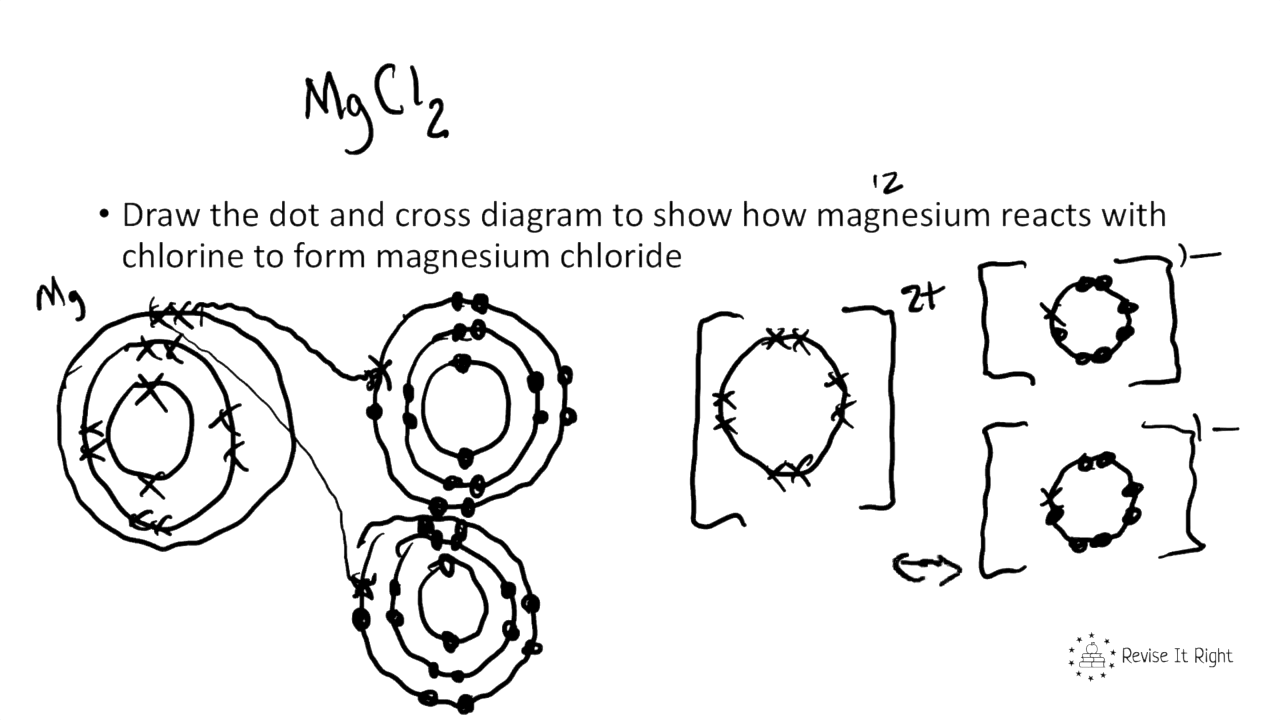 MgCl2
12
• Draw the dot and cross diagram to show how magnesium reacts with
chlorine to form magnesium chloride
Mg
2+
1-
1-
Revise It Right